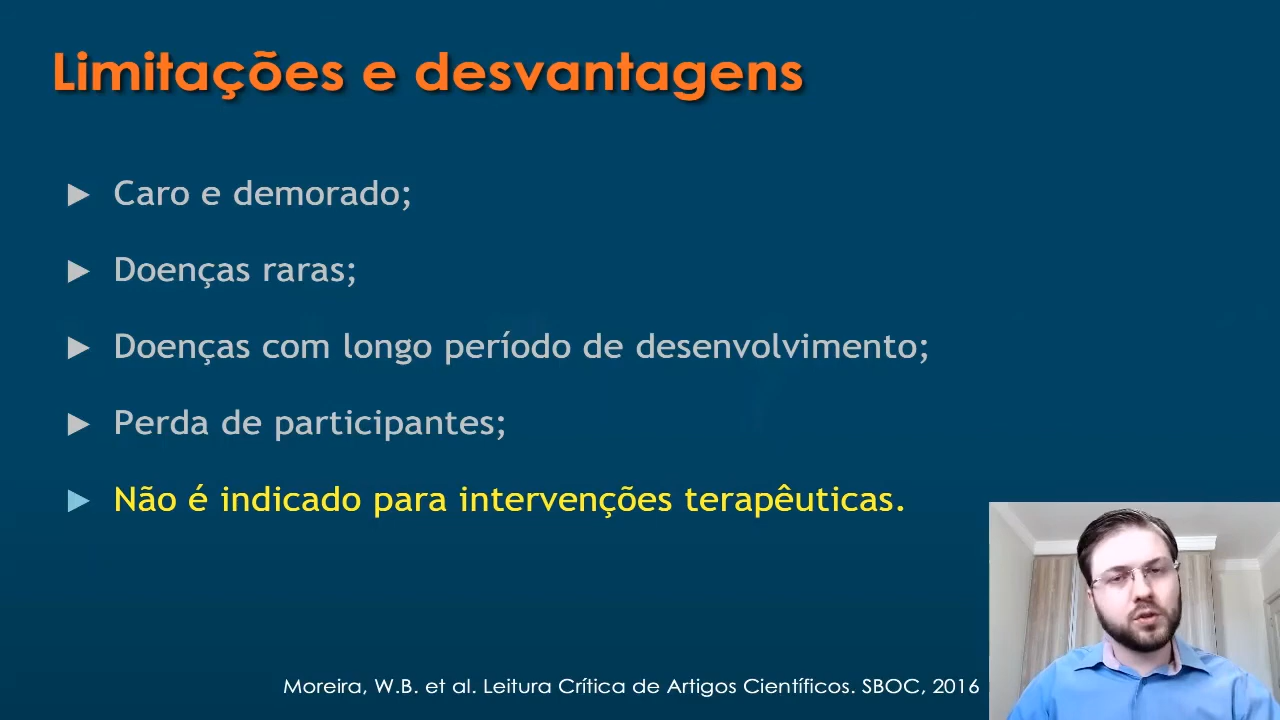 Limitações e desvantagens
► Caro e demorado;
► Doenças raras;
► Doenças com longo período de desenvolvimento;
► Perda de participantes;
► Não é indicado para intervenções terapêuticas.
Moreira, W.B. et al. Leitura Crítica de Artigos Científicos. SBOC, 2016